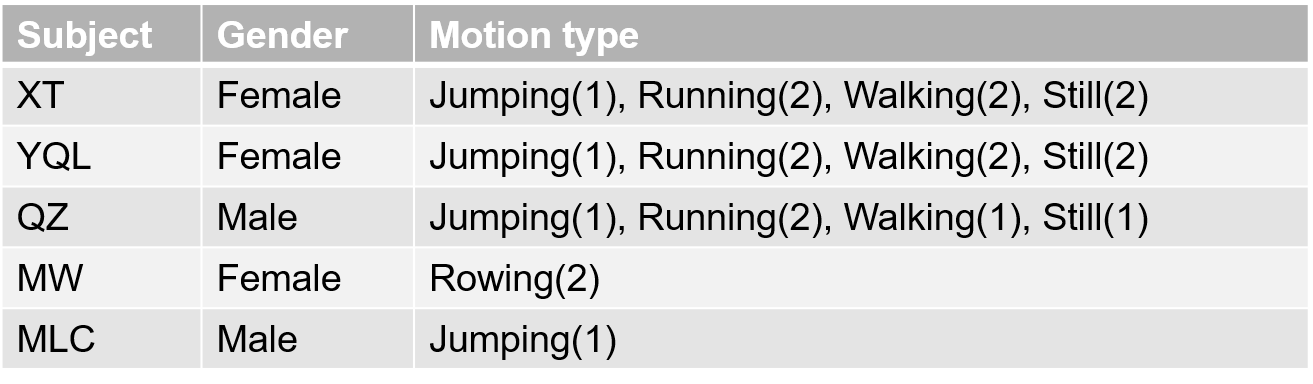 Subject Gender Motion type
XT Female Jumping(1), Running(2), Walking(2), Still(2)
YQL Female Jumping(1), Running(2), Walking(2), Still(2)
QZ Male Jumping(1), Running(2), Walking(1), Still(1)
MW Female Rowing(2)
MLC Male Jumping(1)